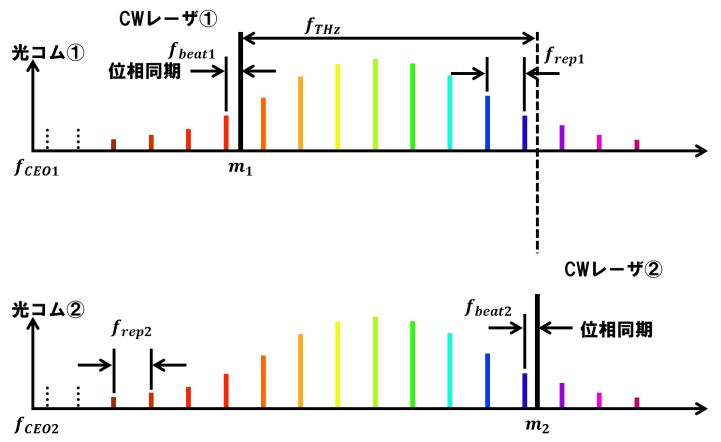 CWレーザ①
f_THz
光コム①
f_beat1
位相同期
f_rep1
f_CEO1
m_1
CWレーザ②
光コム②
f_rep2
f_beat2
位相同期
f_CEO2
m_2